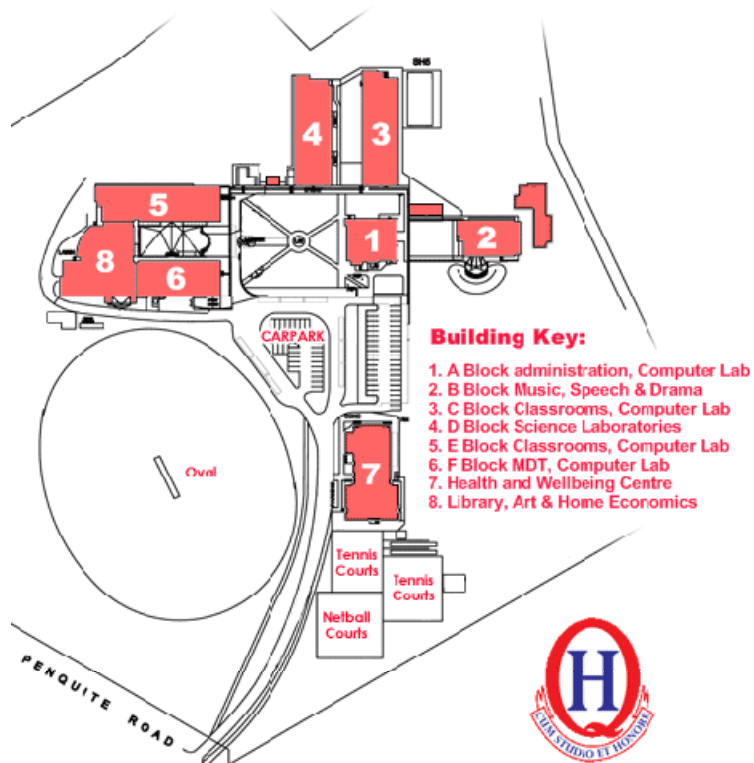 SHED
4
3
5
1
2
8
6
CARPARK
Building Key:
1. A Block administration, Computer Lab
2. B Block Music, Speech & Drama
3. C Block Classrooms, Computer Lab
4. D Block Science Laboratories
5. E Block Classrooms, Computer Lab
6. F Block MDT, Computer Lab
7. Health and Wellbeing Centre
8. Library, Art & Home Economics
Oval
7
Tennis
Courts
Tennis
Courts
Netball
Courts
PENQUITE ROAD
QH
CUM STUDIO ET HONORE